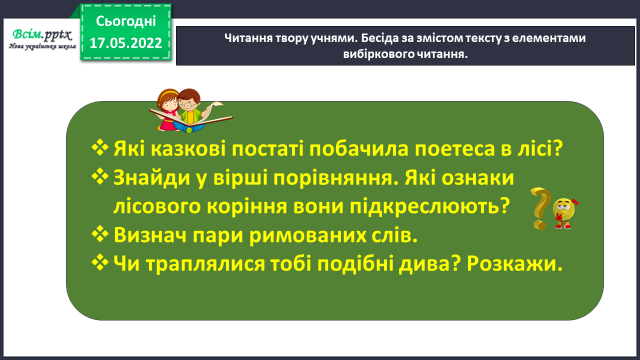 Всім.pptx
Нова українська школа
Сьогодні
17.05.2022
Читання твору учнями. Бесіда за змістом тексту з елементами
вибіркового читання.
❖ Які казкові постаті побачила поетеса в лісі?
❖ Знайди у вірші порівняння. Які ознаки
лісового коріння вони підкреслюють?
❖ Визнач пари римованих слів.
❖ Чи траплялися тобі подібні дива? Розкажи.